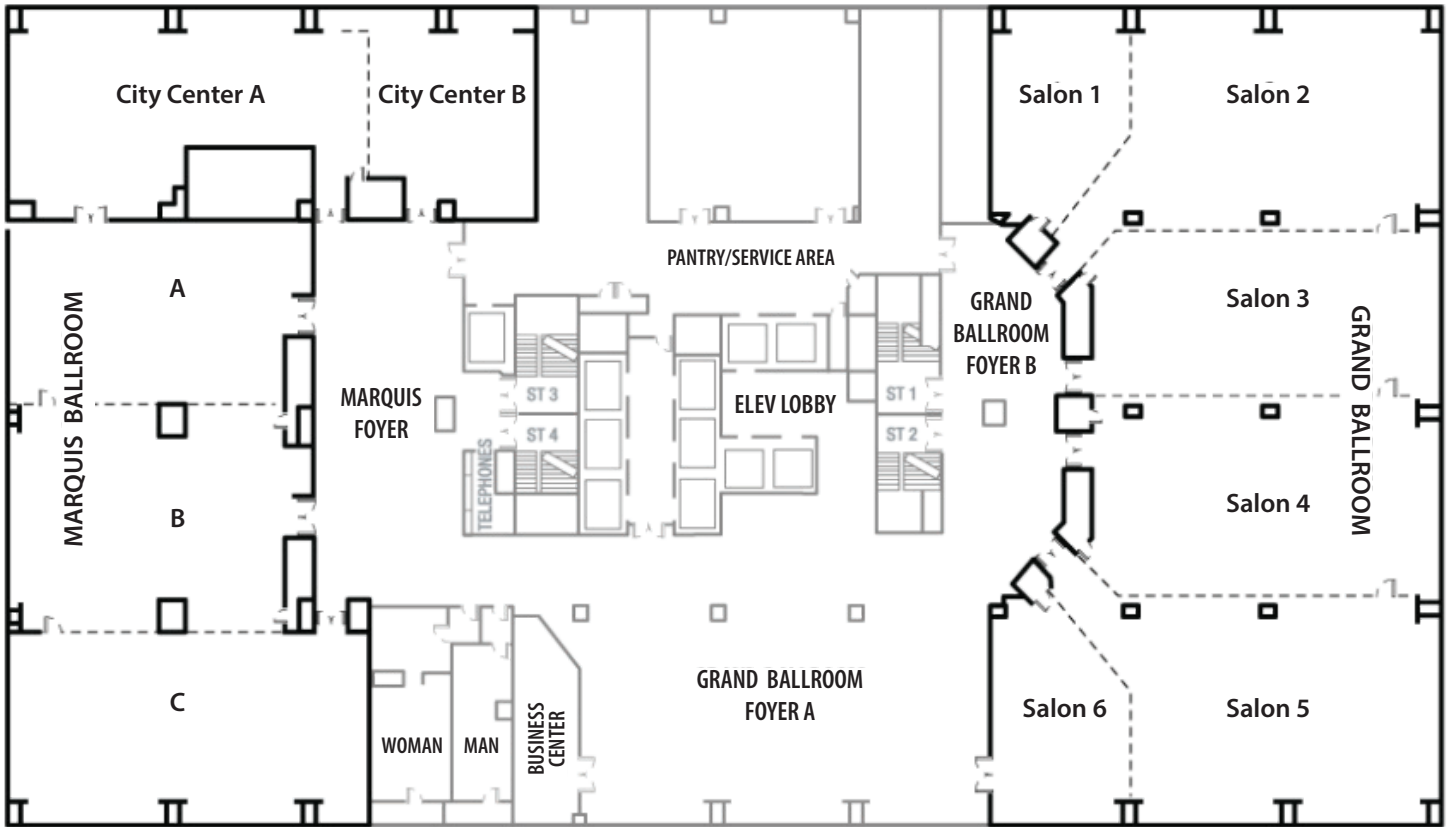 City Center A
City Center B
Salon 1
Salon 2
PANTRY/SERVICE AREA
A
MARQUIS BALLROOM
GRAND
BALLROOM
FOYER B
Salon 3
GRAND BALLROOM
MARQUIS
FOYER
ST 3
ELEV LOBBY
ST 1
ST 4
ST 2
TELEPHONES
B
Salon 4
C
GRAND BALLROOM
FOYER A
Salon 6
Salon 5
WOMAN
MAN
BUSINESS
CENTER